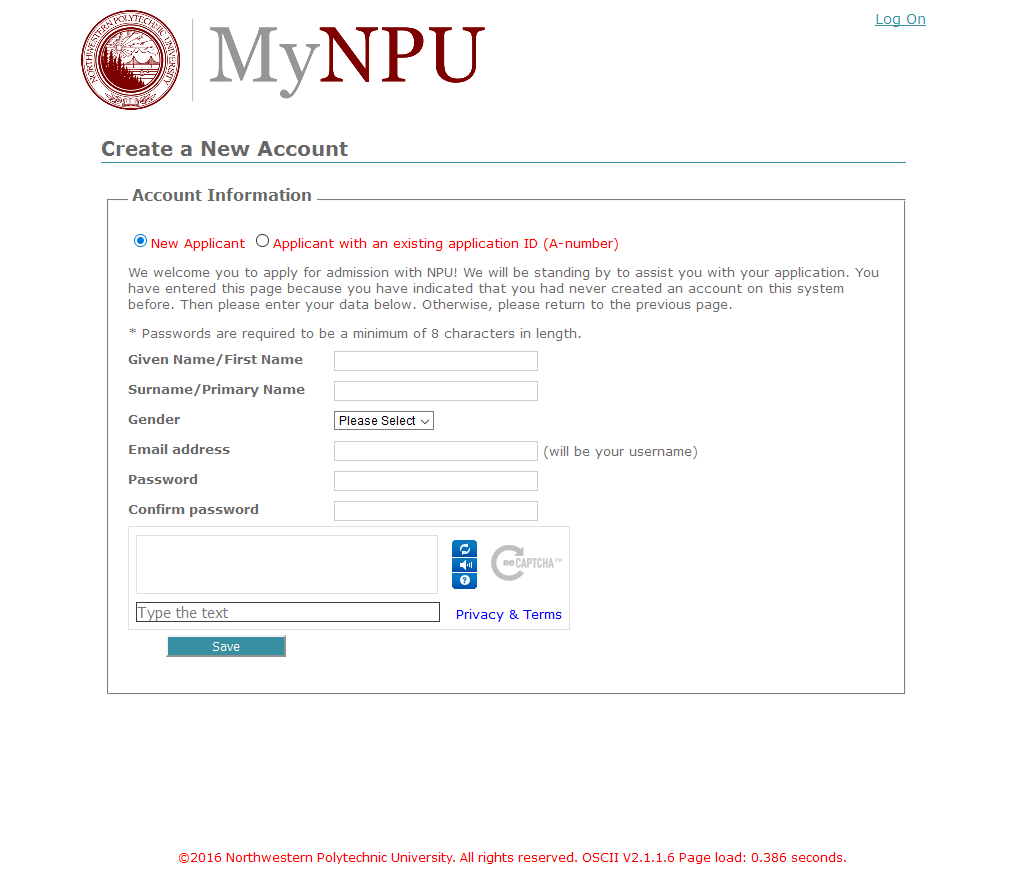 NORTHWESTERN POLYTECHNIC UNIVERSITY
MyNPU
Log On
Create a New Account
Account Information
New Applicant Applicant with an existing application ID (A-number)
We welcome you to apply for admission with NPU! We will be standing by to assist you with your application. You
have entered this page because you have indicated that you had never created an account on this system
before. Then please enter your data below. Otherwise, please return to the previous page.
* Passwords are required to be a minimum of 8 characters in length.
Given Name/First Name
Surname/Primary Name
Gender Please Select
Email address (will be your username)
Password
Confirm password
reCAPTCHA™
Type the text Privacy & Terms
Save
©2016 Northwestern Polytechnic University. All rights reserved. OSCII V2.1.1.6 Page load: 0.386 seconds.